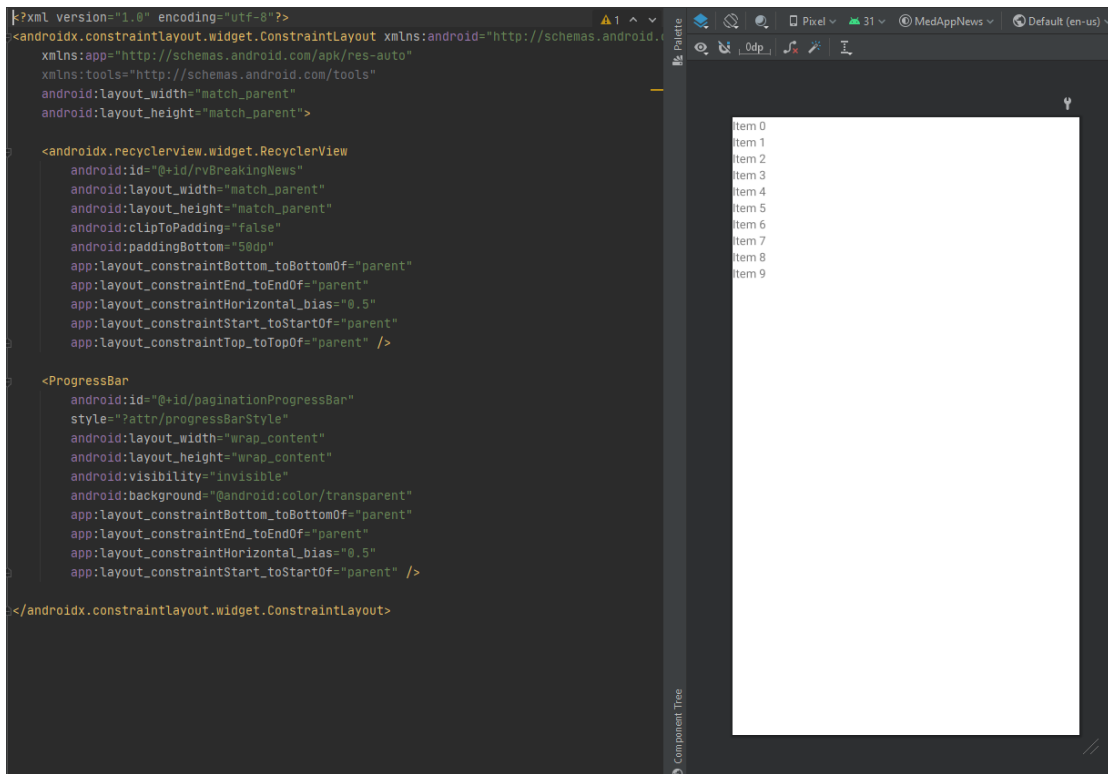 <?xml version="1.0" encoding="utf-8"?>
<androidx.constraintlayout.widget.ConstraintLayout xmlns:android="http://schemas.android.
    xmlns:app="http://schemas.android.com/apk/res-auto"
    xmlns:tools="http://schemas.android.com/tools"
    android:layout_width="match_parent"
    android:layout_height="match_parent">
    <androidx.recyclerview.widget.RecyclerView
        android:id="@+id/rvBreakingNews"
        android:layout_width="match_parent"
        android:layout_height="match_parent"
        android:clipToPadding="false"
        android:paddingBottom="50dp"
        app:layout_constraintBottom_toBottomOf="parent"
        app:layout_constraintEnd_toEndOf="parent"
        app:layout_constraintHorizontal_bias="0.5"
        app:layout_constraintStart_toStartOf="parent"
        app:layout_constraintTop_toTopOf="parent" />
    <ProgressBar
        android:id="@+id/paginationProgressBar"
        style="?attr/progressBarStyle"
        android:layout_width="wrap_content"
        android:layout_height="wrap_content"
        android:visibility="invisible"
        android:background="@android:color/transparent"
        app:layout_constraintBottom_toBottomOf="parent"
        app:layout_constraintEnd_toEndOf="parent"
        app:layout_constraintHorizontal_bias="0.5"
        app:layout_constraintStart_toStartOf="parent" />
</androidx.constraintlayout.widget.ConstraintLayout>
1
Palette
Component Tree
Pixel 31 MedAppNews Default (en-us)
0dp
Item 0
Item 1
Item 2
Item 3
Item 4
Item 5
Item 6
Item 7
Item 8
Item 9